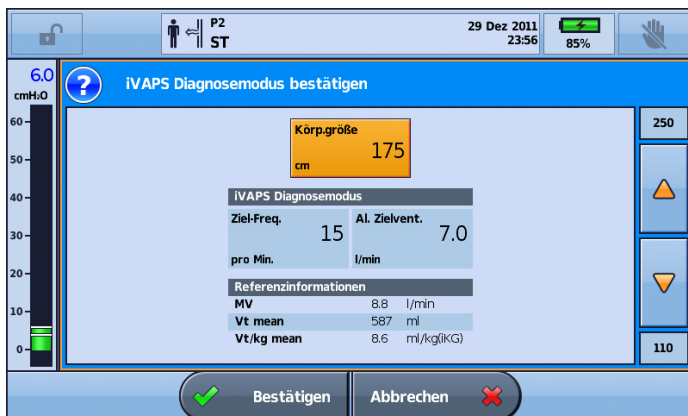 P2
ST
29 Dez 2011
23:56
85%
6.0
cmH₂O
? iVAPS Diagnosemodus bestätigen
60
50
40
30
20
10
0
Körp.größe
175
cm
iVAPS Diagnosemodus
Ziel-Freq. Al. Zielvent.
15 7.0
pro Min. l/min
Referenzinformationen
MV 8.8 l/min
Vt mean 587 ml
Vt/kg mean 8.6 ml/kg(iKG)
250
110
Bestätigen Abbrechen